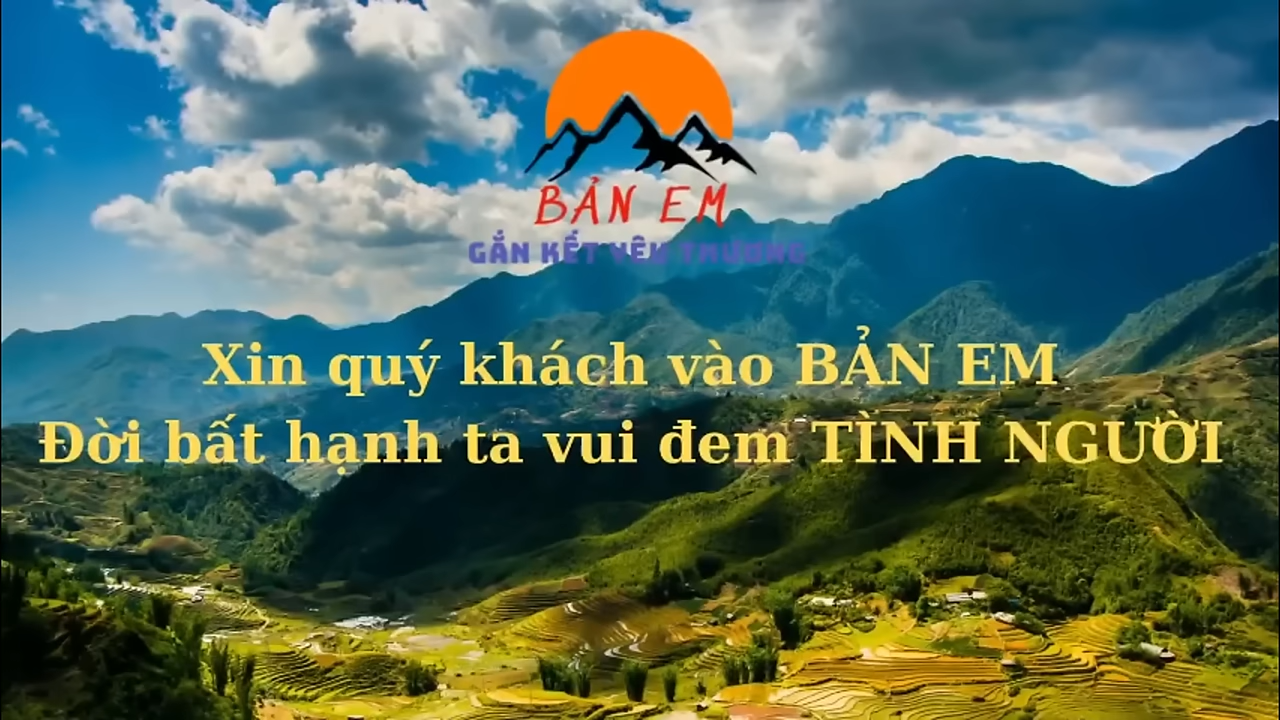 BẢN EM
GẮN KẾT YÊU THƯƠNG
Xin quý khách vào BẢN EM
Đời bất hạnh ta vui đem TÌNH NGƯỜI